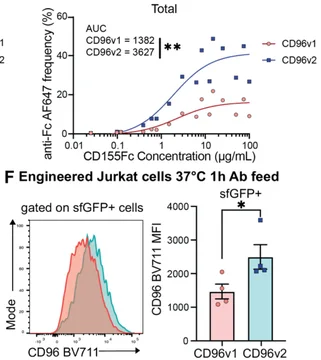 Total
1
2
anti-Fc AF647 frequency (%)
60
40
20
0
AUC
CD96v1 = 1382
CD96v2 = 3627
**
CD96v1
CD96v2
0.01 0.1 1 10 100
CD155Fc Concentration (µg/mL)
F Engineered Jurkat cells 37°C 1h Ab feed
gated on sfGFP+ cells
Mode
CD96 BV711
sfGFP+
*
CD96 BV711 MFI
4000
3000
2000
1000
0
CD96v1 CD96v2